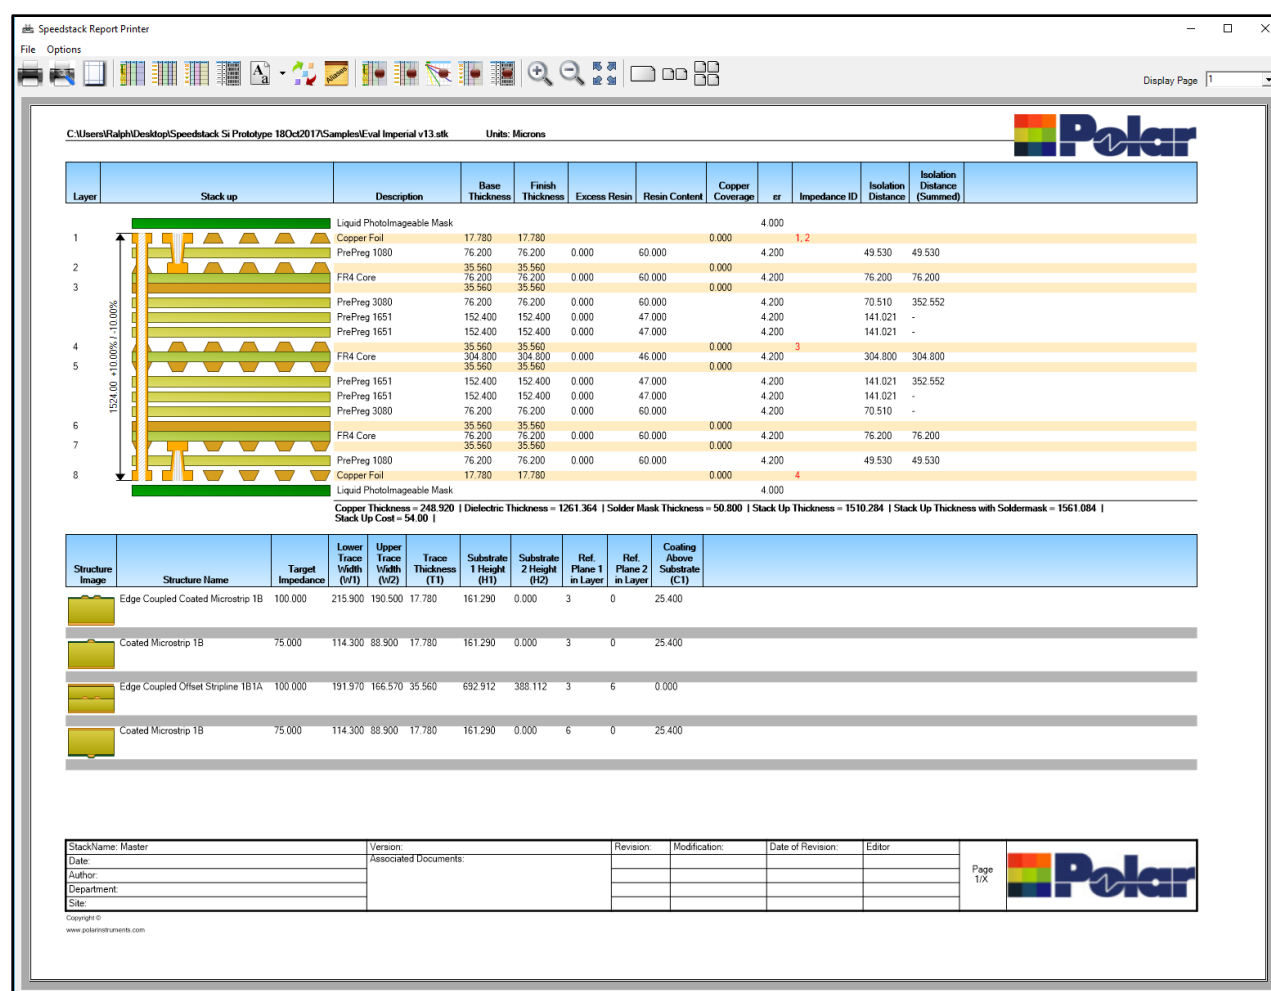 Speedstack Report Printer
File Options
Display Page 1
C:\Users\Ralph\Desktop\Speedstack Si Prototype 18Oct2017\Samples\Eval Imperial v13.stk Units: Microns
Polar
Layer Stack up Description Base Thickness Finish Thickness Excess Resin Resin Content Copper Coverage εr Impedance ID Isolation Distance Isolation Distance (Summed)
Liquid PhotoImageable Mask 4.000
1 Copper Foil 17.780 17.780 0.000 1, 2
PrePreg 1080 76.200 76.200 0.000 60.000 4.200 49.530 49.530
2 35.560 35.560 0.000
FR4 Core 76.200 76.200 0.000 60.000 4.200 76.200 76.200
3 35.560 35.560 0.000
PrePreg 3080 76.200 76.200 0.000 60.000 4.200 70.510 352.552
PrePreg 1651 152.400 152.400 0.000 47.000 4.200 141.021 -
PrePreg 1651 152.400 152.400 0.000 47.000 4.200 141.021 -
4 35.560 35.560 0.000 3
FR4 Core 304.800 304.800 0.000 46.000 4.200 304.800 304.800
5 35.560 35.560 0.000
PrePreg 1651 152.400 152.400 0.000 47.000 4.200 141.021 352.552
PrePreg 1651 152.400 152.400 0.000 47.000 4.200 141.021 -
PrePreg 3080 76.200 76.200 0.000 60.000 4.200 70.510 -
6 35.560 35.560 0.000
FR4 Core 76.200 76.200 0.000 60.000 4.200 76.200 76.200
7 35.560 35.560 0.000
PrePreg 1080 76.200 76.200 0.000 60.000 4.200 49.530 49.530
8 Copper Foil 17.780 17.780 0.000 4
Liquid PhotoImageable Mask 4.000
1524.00 +10.00% / -10.00%
Copper Thickness = 248.920 | Dielectric Thickness = 1261.364 | Solder Mask Thickness = 50.800 | Stack Up Thickness = 1510.284 | Stack Up Thickness with Soldermask = 1561.084 |
Stack Up Cost = 54.00 |
Structure Image Structure Name Target Impedance Lower Trace Width (W1) Upper Trace Width (W2) Trace Thickness (T1) Substrate 1 Height (H1) Substrate 2 Height (H2) Ref. Plane 1 in Layer Ref. Plane 2 in Layer Coating Above Substrate (C1)
Edge Coupled Coated Microstrip 1B 100.000 215.900 190.500 17.780 161.290 0.000 3 0 25.400
Coated Microstrip 1B 75.000 114.300 88.900 17.780 161.290 0.000 3 0 25.400
Edge Coupled Offset Stripline 1B1A 100.000 191.970 166.570 35.560 692.912 388.112 3 6 0.000
Coated Microstrip 1B 75.000 114.300 88.900 17.780 161.290 0.000 6 0 25.400
StackName: Master Version: Revision: Modification: Date of Revision: Editor
Date: Associated Documents:
Author:
Department:
Site:
Page
1/X
Polar
Copyright ©
www.polarinstruments.com